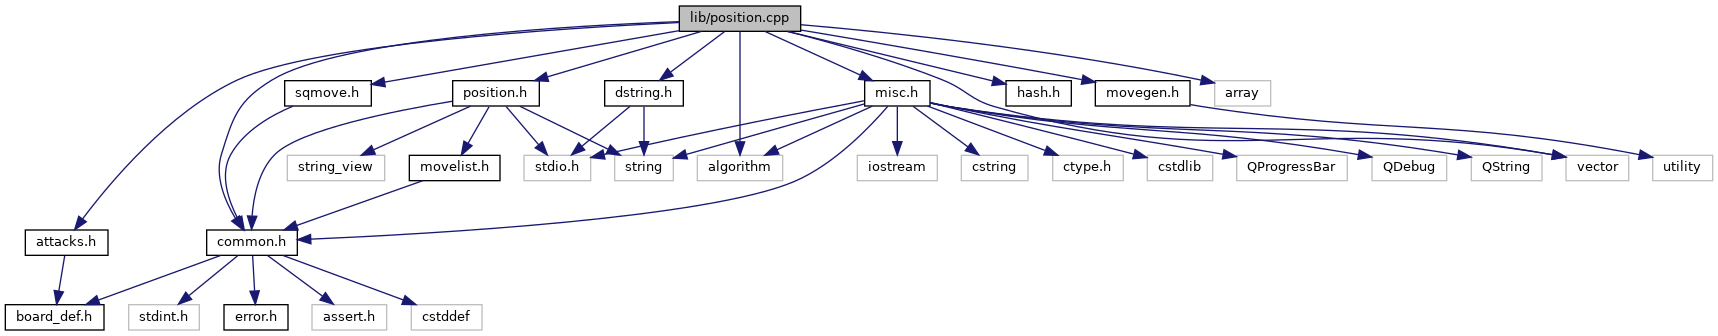 lib/position.cpp
sqmove.h
position.h
dstring.h
misc.h
hash.h
movegen.h
array
string_view
movelist.h
stdio.h
string
algorithm
iostream
cstring
ctype.h
cstdlib
QProgressBar
QDebug
QString
vector
utility
attacks.h
common.h
board_def.h
stdint.h
error.h
assert.h
cstddef